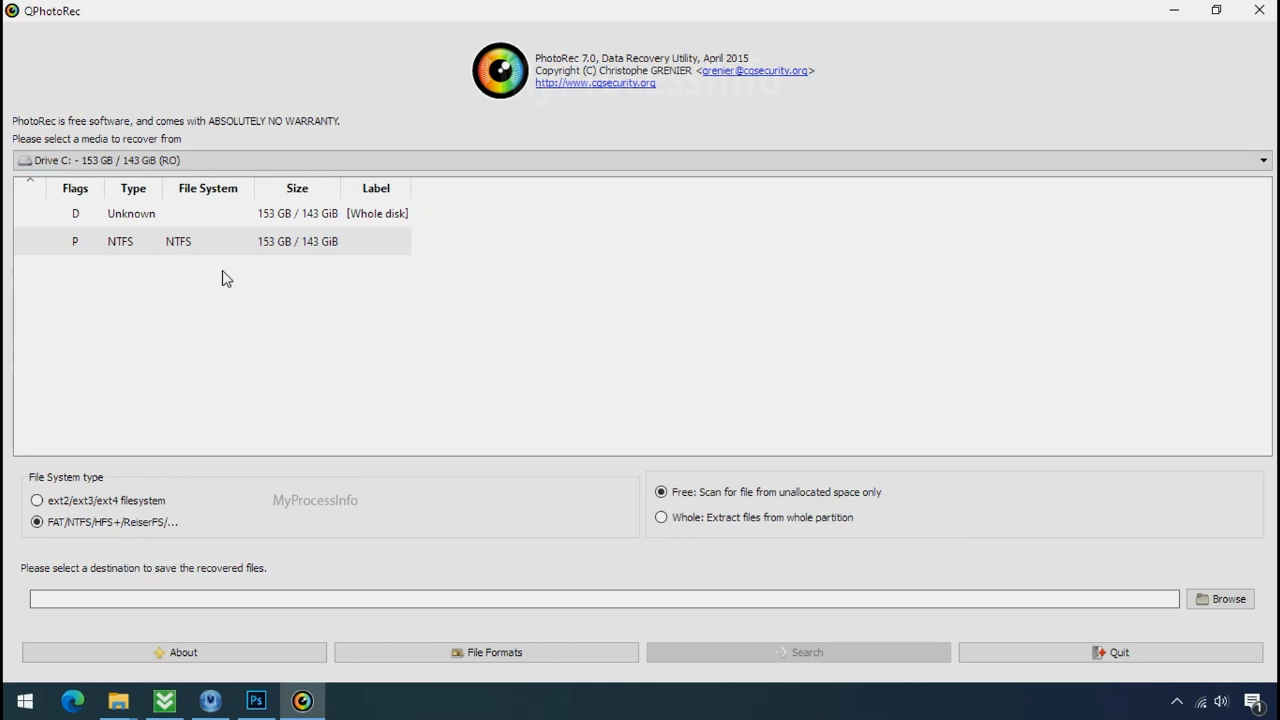 QPhotoRec
PhotoRec 7.0, Data Recovery Utility, April 2015
Copyright (C) Christophe GRENIER <grenier@cgsecurity.org>
http://www.cgsecurity.org
PhotoRec is free software, and comes with ABSOLUTELY NO WARRANTY.
Please select a media to recover from
Drive C: - 153 GB / 143 GiB (RO)
Flags Type File System Size Label
D Unknown 153 GB / 143 GiB [Whole disk]
P NTFS NTFS 153 GB / 143 GiB
File System type
ext2/ext3/ext4 filesystem
MyProcessInfo
FAT/NTFS/HFS+/ReiserFS/...
Free: Scan for file from unallocated space only
Whole: Extract files from whole partition
Please select a destination to save the recovered files.
Browse
About File Formats Search Quit
Ps
1